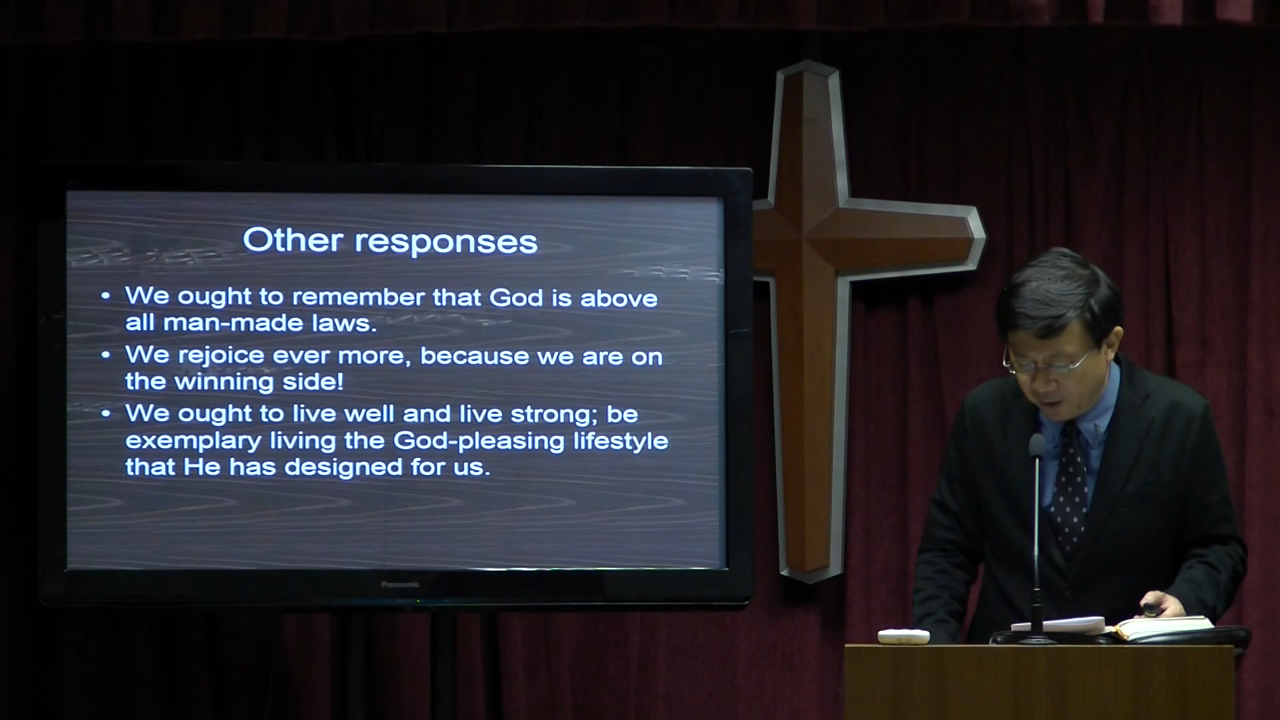 Other responses
• We ought to remember that God is above
all man-made laws.
• We rejoice ever more, because we are on
the winning side!
• We ought to live well and live strong; be
exemplary living the God-pleasing lifestyle
that He has designed for us.
Panasonic